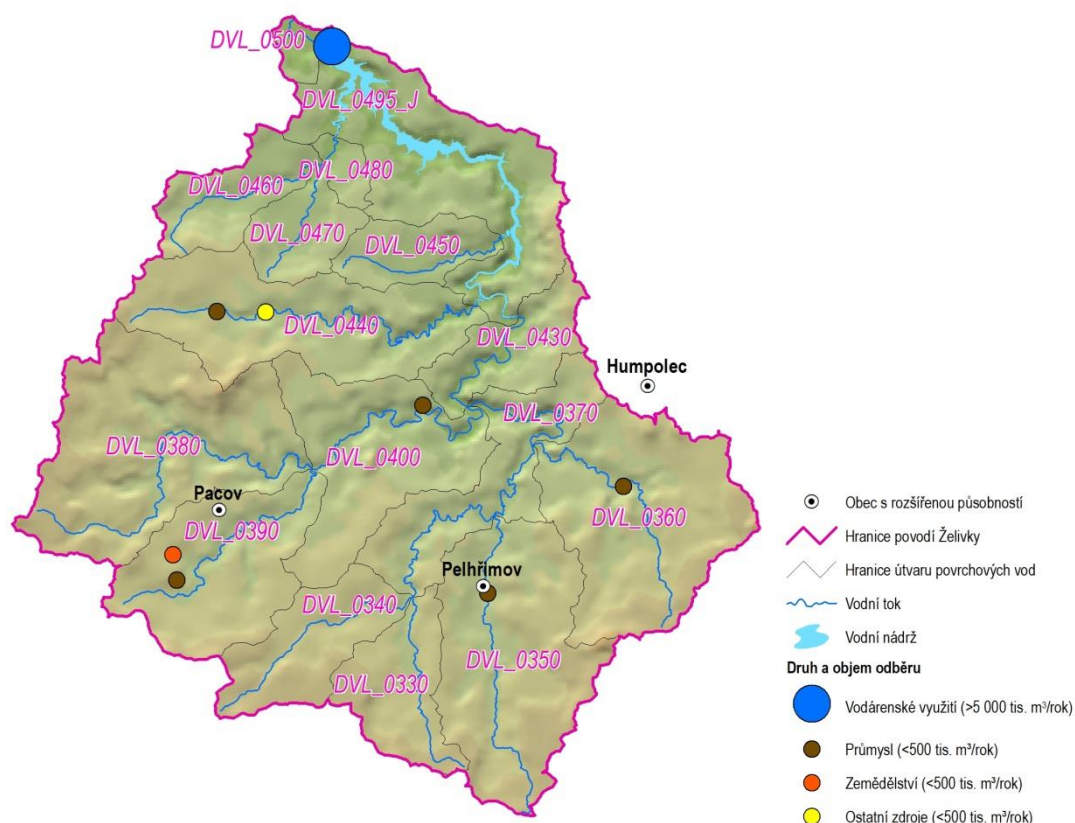 DVL_0500
DVL_0495_J
DVL_0480
DVL_0460
DVL_0470
DVL_0450
DVL_0440
DVL_0430
Humpolec
DVL_0370
DVL_0380
DVL_0400
Pacov
DVL_0390
DVL_0360
Pelhřimov
DVL_0340
DVL_0350
DVL_0330
Obec s rozšířenou působností
Hranice povodí Želivky
Hranice útvaru povrchových vod
Vodní tok
Vodní nádrž
Druh a objem odběru
Vodárenské využití (>5 000 tis. m³/rok)
Průmysl (<500 tis. m³/rok)
Zemědělství (<500 tis. m³/rok)
Ostatní zdroje (<500 tis. m³/rok)